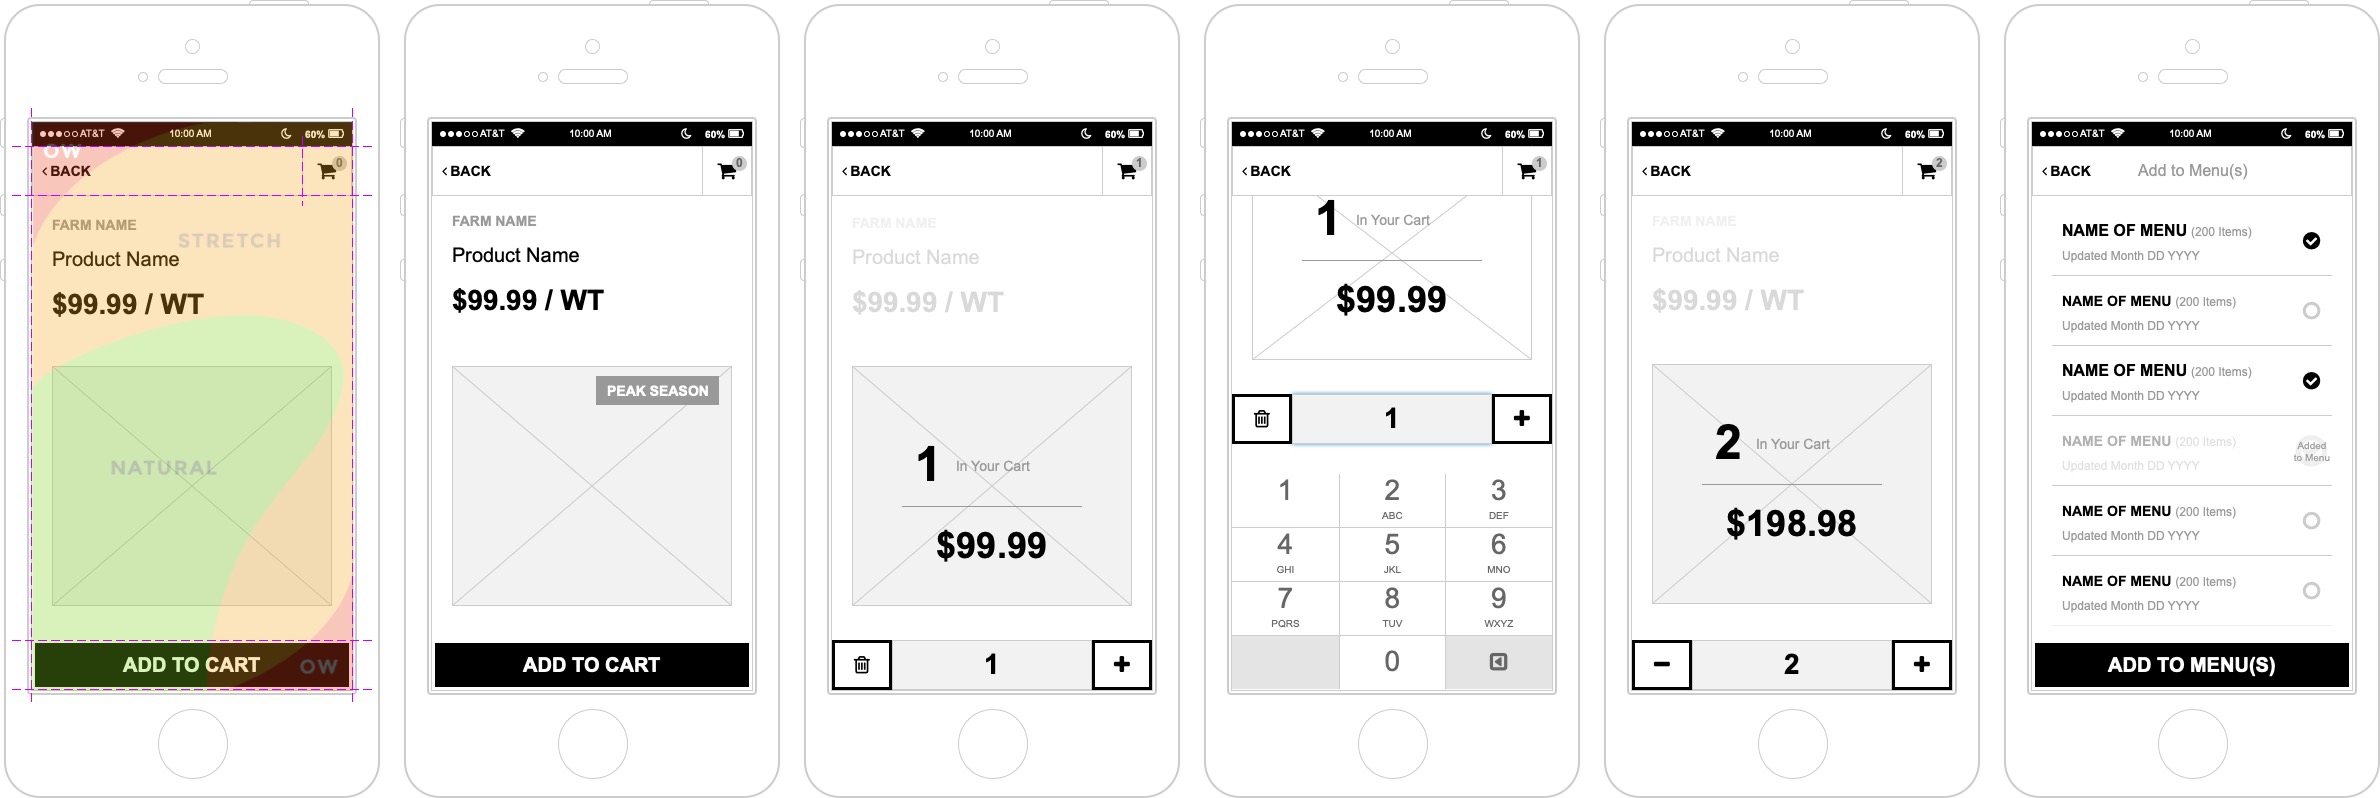 AT&T 10:00 AM 60%
OW
BACK 0
FARM NAME
STRETCH
Product Name
$99.99 / WT
NATURAL
ADD TO CART OW
AT&T 10:00 AM 60%
BACK 0
FARM NAME
Product Name
$99.99 / WT
PEAK SEASON
ADD TO CART
AT&T 10:00 AM 60%
BACK 1
FARM NAME
Product Name
$99.99 / WT
1 In Your Cart
$99.99
1 +
AT&T 10:00 AM 60%
BACK 1
1 In Your Cart
$99.99
1 +
1 2 3
ABC DEF
4 5 6
GHI JKL MNO
7 8 9
PQRS TUV WXYZ
0
AT&T 10:00 AM 60%
BACK 2
FARM NAME
Product Name
$99.99 / WT
2 In Your Cart
$198.98
- 2 +
AT&T 10:00 AM 60%
BACK Add to Menu(s)
NAME OF MENU (200 Items)
Updated Month DD YYYY
NAME OF MENU (200 Items)
Updated Month DD YYYY
NAME OF MENU (200 Items)
Updated Month DD YYYY
NAME OF MENU (200 Items) Added
Updated Month DD YYYY to Menu
NAME OF MENU (200 Items)
Updated Month DD YYYY
NAME OF MENU (200 Items)
Updated Month DD YYYY
ADD TO MENU(S)